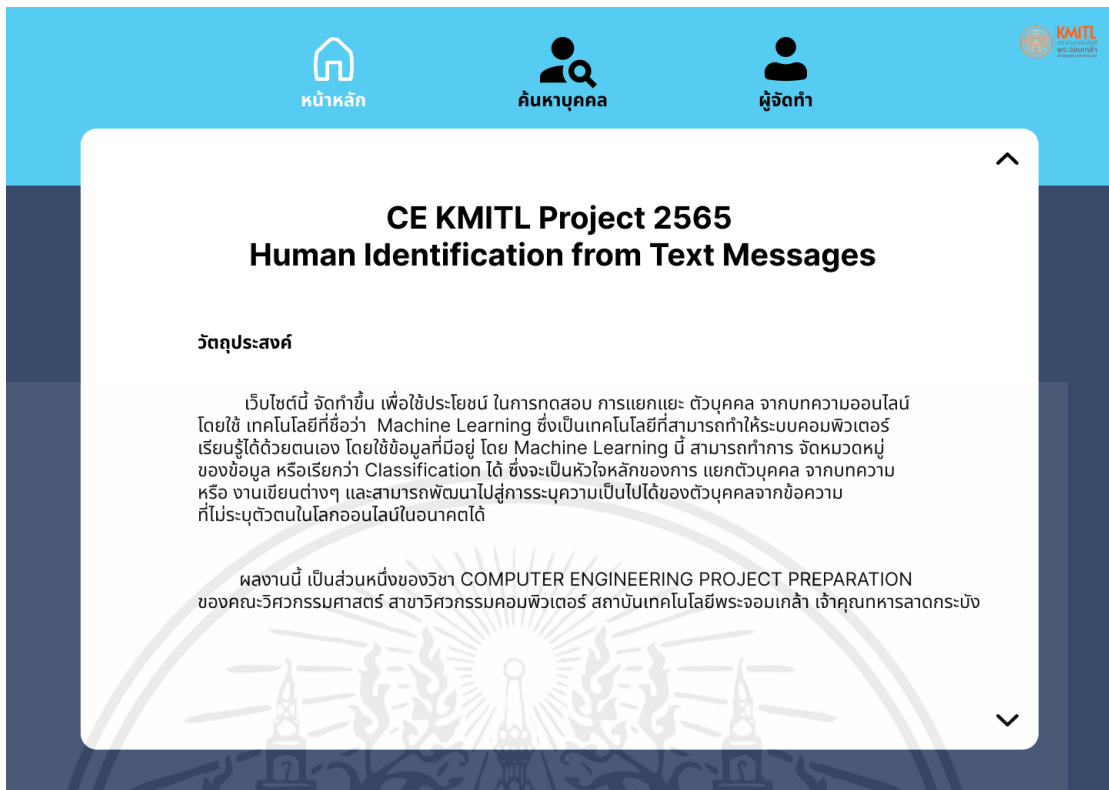 KMITL
หน้าหลัก
ค้นหาบุคคล
ผู้จัดทำ
CE KMITL Project 2565
Human Identification from Text Messages
วัตถุประสงค์
เว็บไซต์นี้ จัดทำขึ้น เพื่อใช้ประโยชน์ ในการทดสอบ การแยกแยะ ตัวบุคคล จากบทความออนไลน์
โดยใช้ เทคโนโลยีที่ชื่อว่า Machine Learning ซึ่งเป็นเทคโนโลยีที่สามารถทำให้ระบบคอมพิวเตอร์
เรียนรู้ได้ด้วยตนเอง โดยใช้ข้อมูลที่มีอยู่ โดย Machine Learning นี้ สามารถทำการ จัดหมวดหมู่
ของข้อมูล หรือเรียกว่า Classification ได้ ซึ่งจะเป็นหัวใจหลักของการ แยกตัวบุคคล จากบทความ
หรือ งานเขียนต่างๆ และสามารถพัฒนาไปสู่การระบุความเป็นไปได้ของตัวบุคคลจากข้อความ
ที่ไม่ระบุตัวตนในโลกออนไลน์ในอนาคตได้
ผลงานนี้ เป็นส่วนหนึ่งของวิชา COMPUTER ENGINEERING PROJECT PREPARATION
ของคณะวิศวกรรมศาสตร์ สาขาวิศวกรรมคอมพิวเตอร์ สถาบันเทคโนโลยีพระจอมเกล้า เจ้าคุณทหารลาดกระบัง